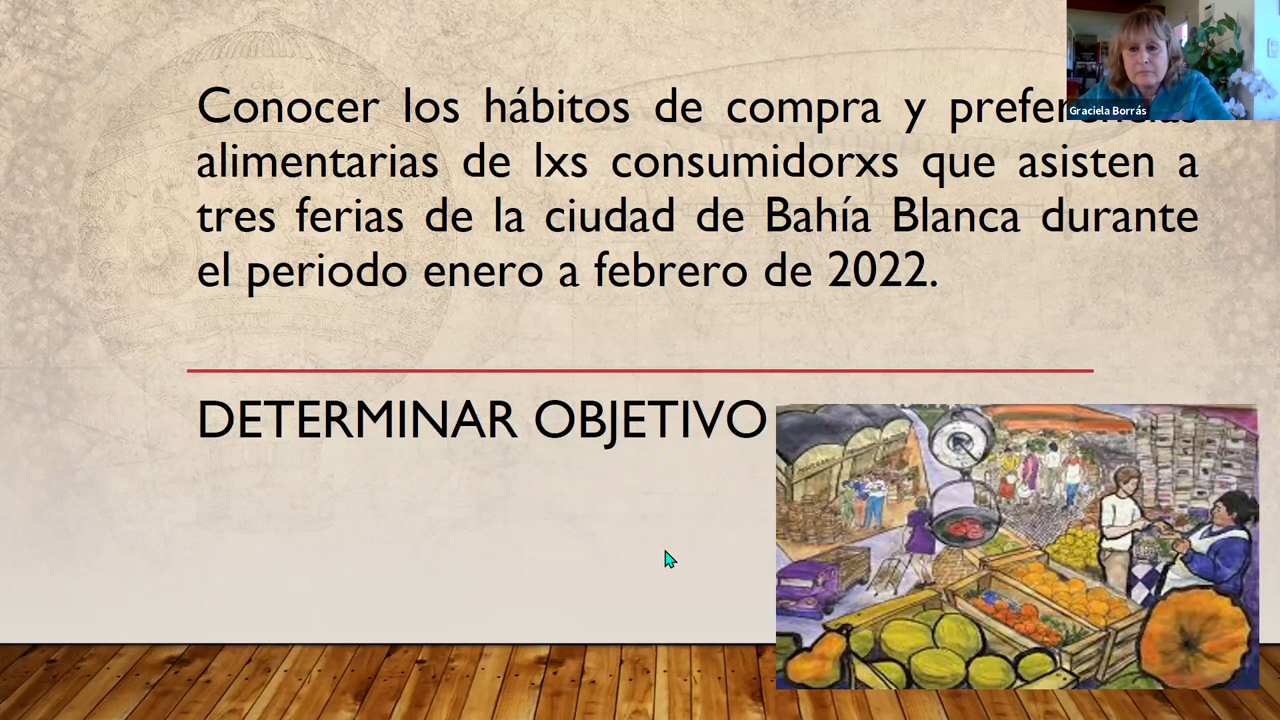 Conocer los hábitos de compra y preferencias
alimentarias de lxs consumidorxs que asisten a
tres ferias de la ciudad de Bahía Blanca durante
el periodo enero a febrero de 2022.
DETERMINAR OBJETIVO
Graciela Borrás